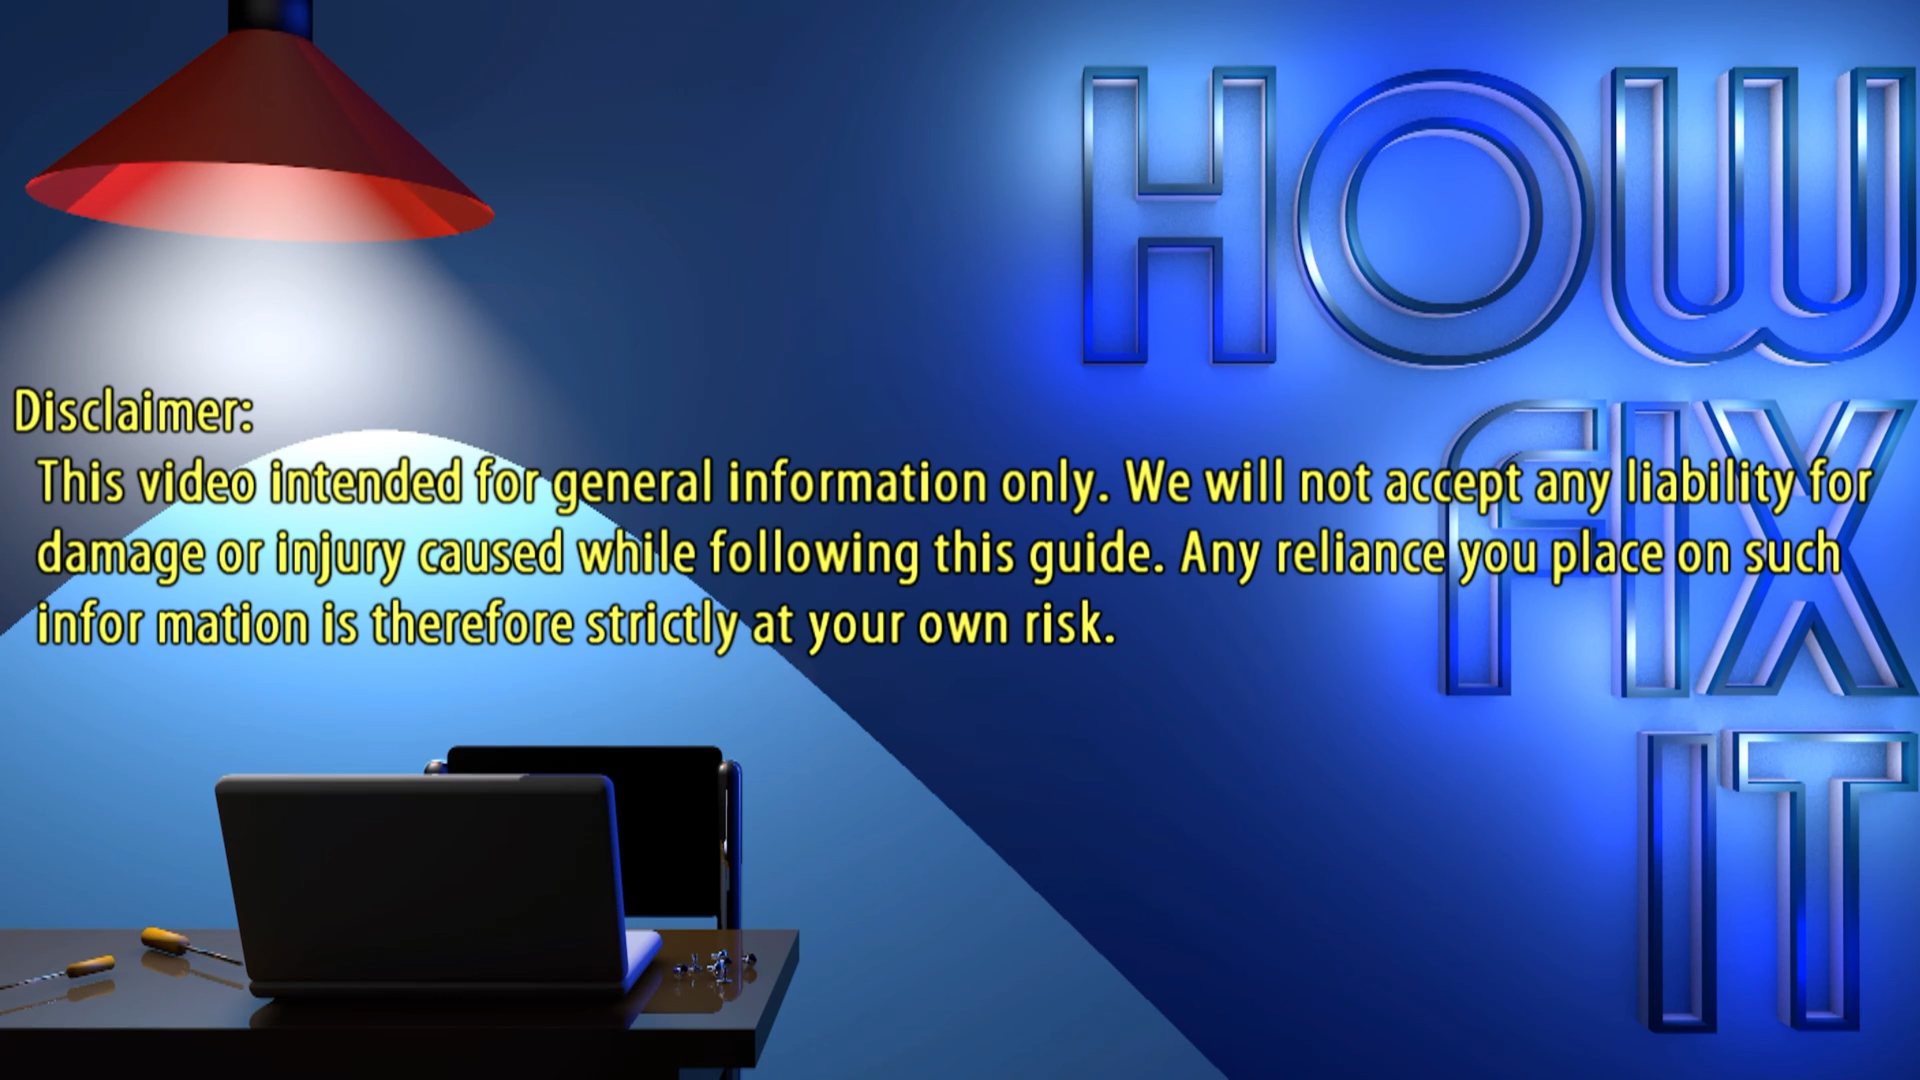 HOW
FIX
IT
Disclaimer:
This video intended for general information only. We will not accept any liability for
damage or injury caused while following this guide. Any reliance you place on such
infor mation is therefore strictly at your own risk.